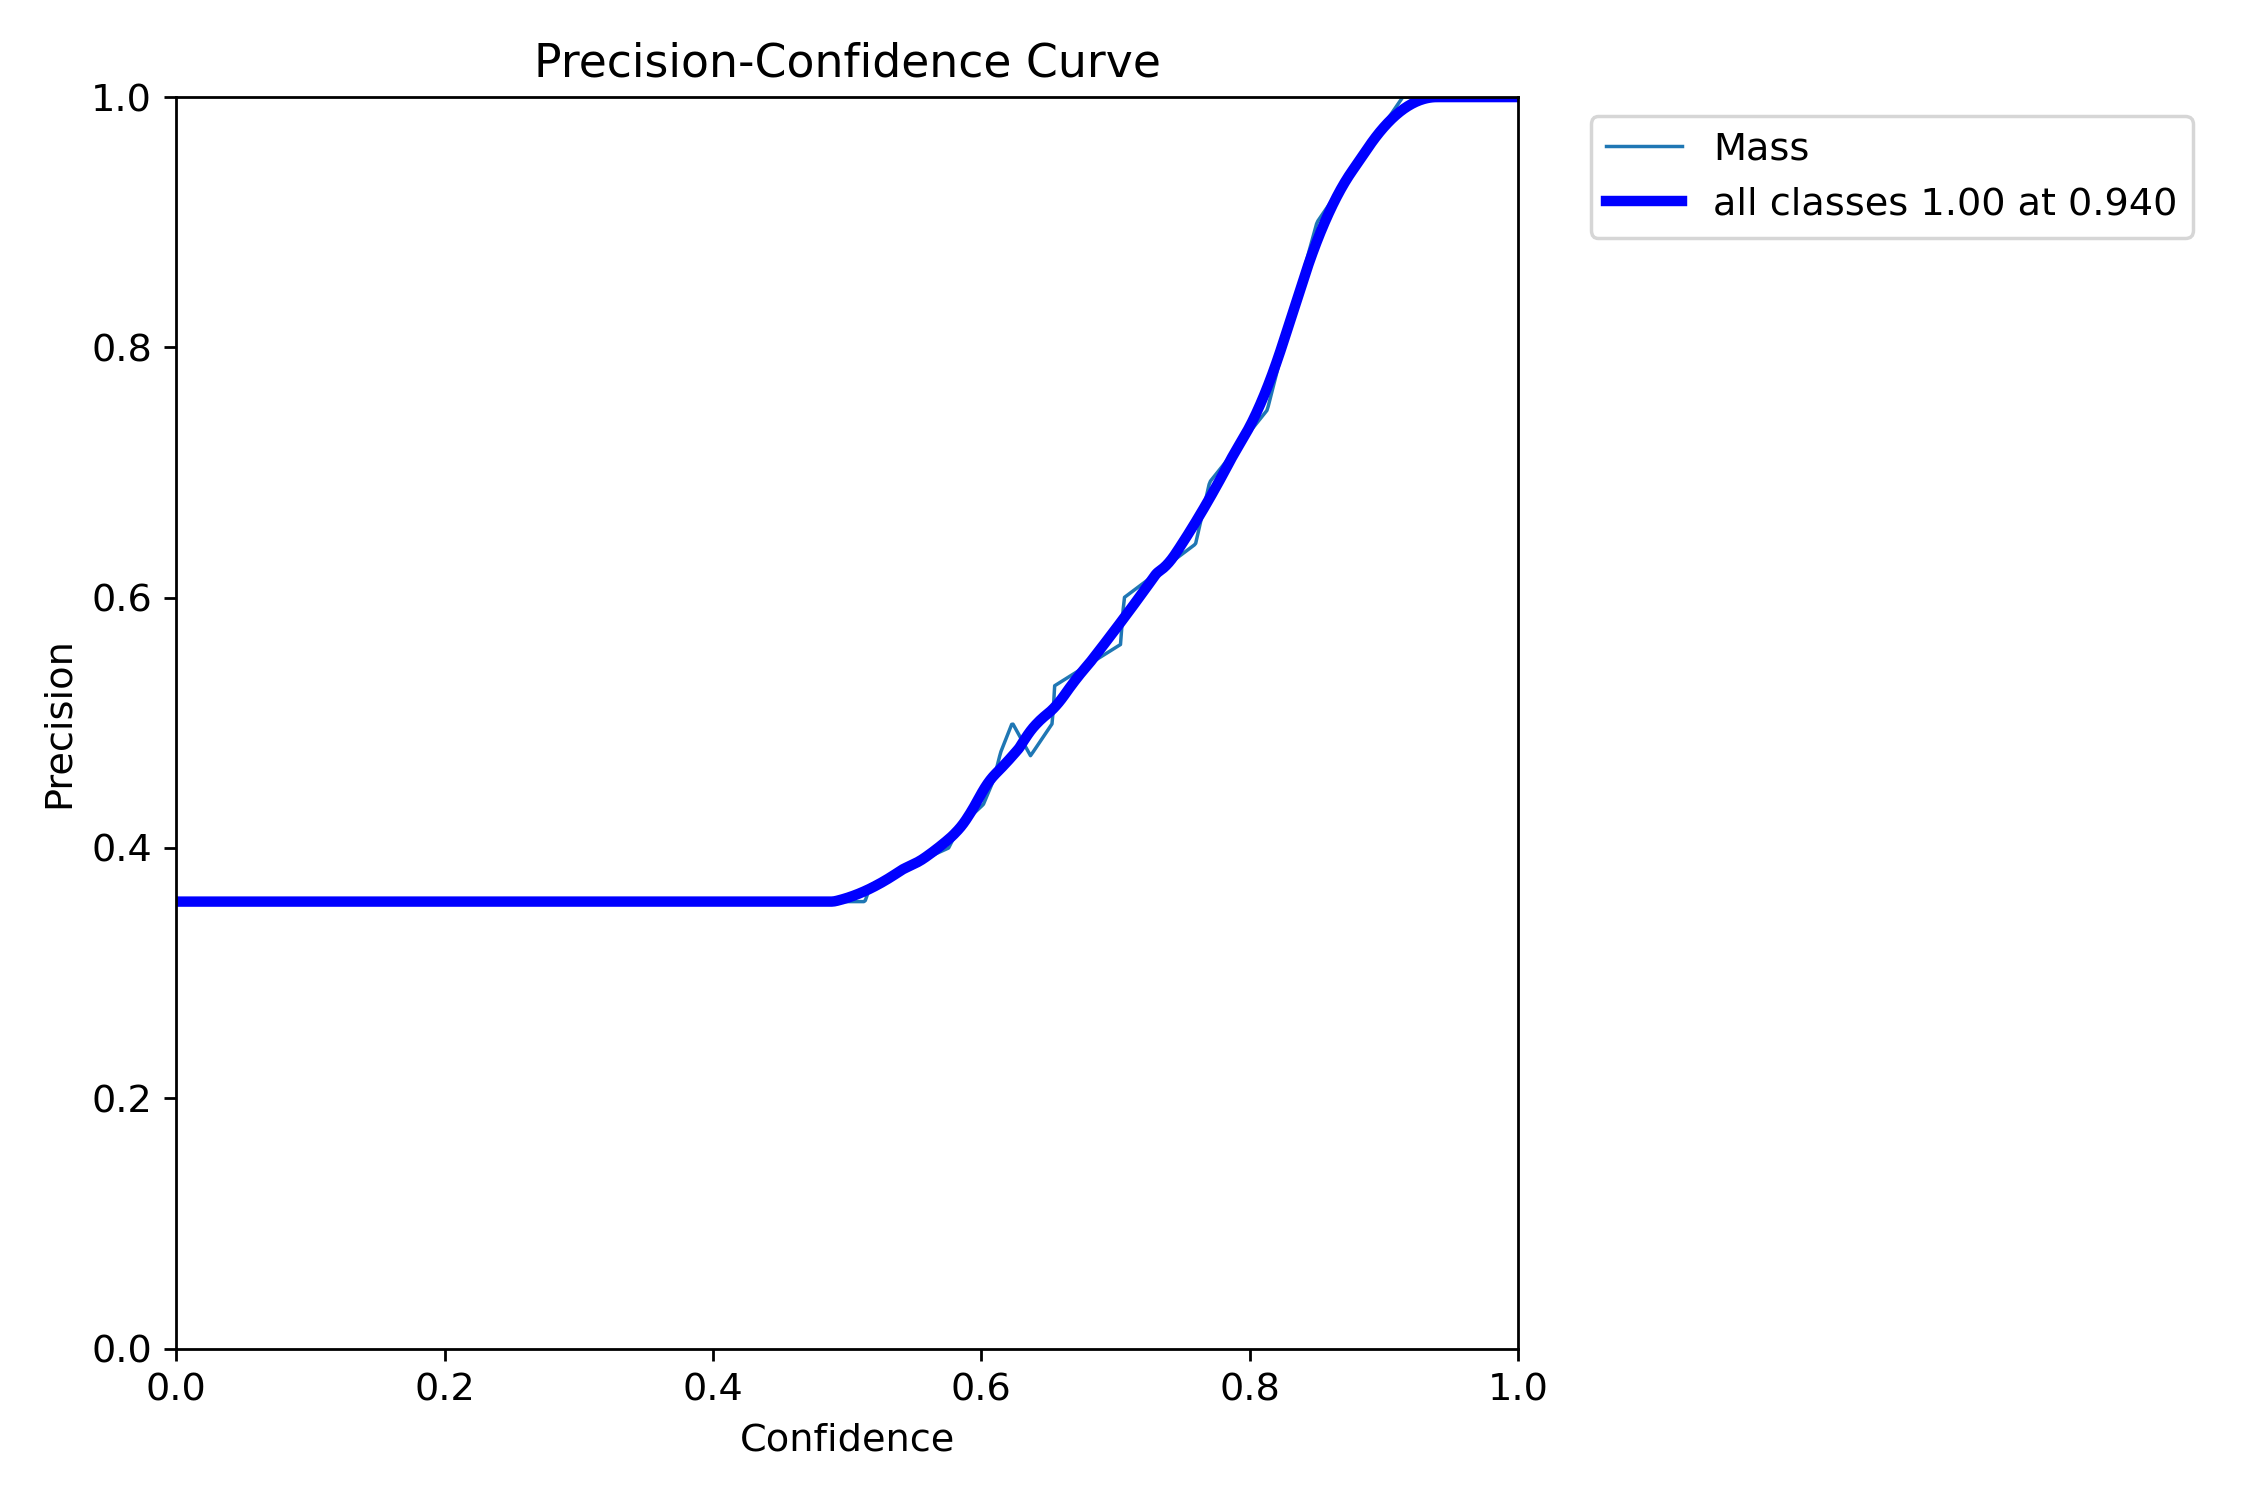 Precision-Confidence Curve
1.0
0.8
0.6
0.4
0.2
0.0
Precision
0.0 0.2 0.4 0.6 0.8 1.0
Confidence
Mass
all classes 1.00 at 0.940